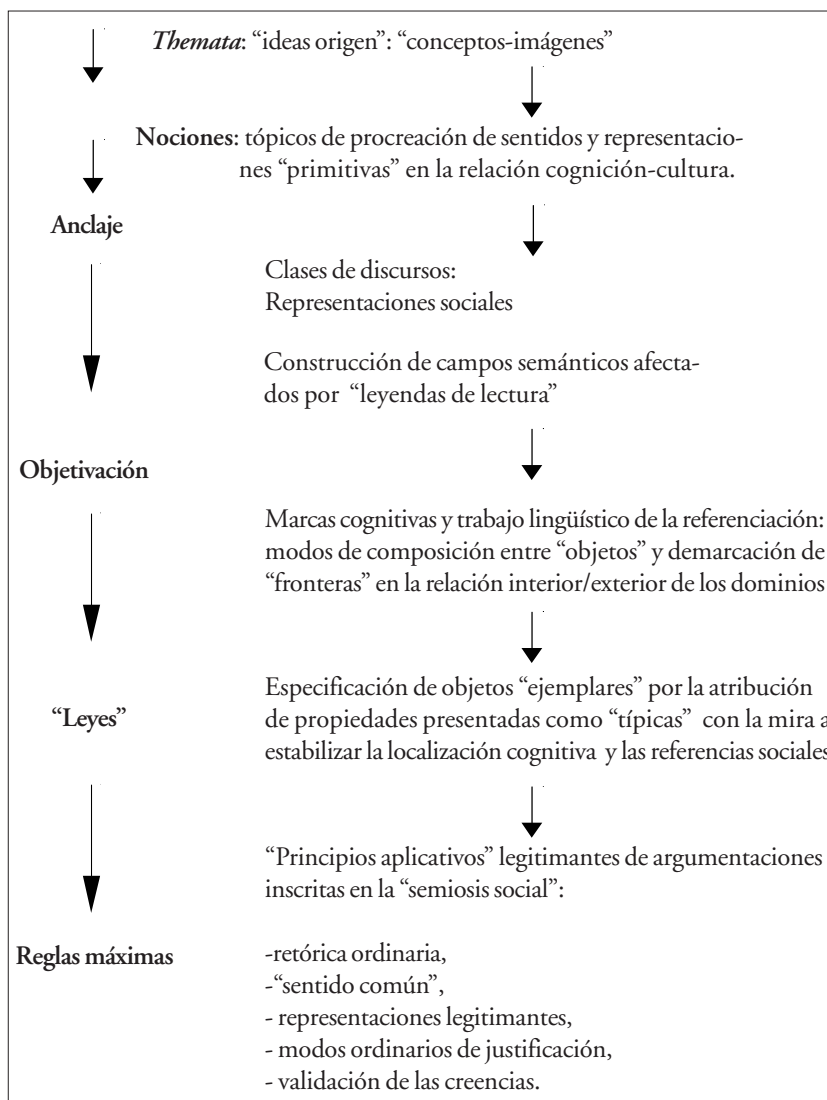 Themata: “ideas origen”: “conceptos-imágenes”
Nociones: tópicos de procreación de sentidos y representacio-
nes “primitivas” en la relación cognición-cultura.
Anclaje
Clases de discursos:
Representaciones sociales
Construcción de campos semánticos afecta-
dos por “leyendas de lectura”
Objetivación
Marcas cognitivas y trabajo lingüístico de la referenciación:
modos de composición entre “objetos” y demarcación de
“fronteras” en la relación interior/exterior de los dominios
“Leyes”
Especificación de objetos “ejemplares” por la atribución
de propiedades presentadas como “típicas” con la mira a
estabilizar la localización cognitiva y las referencias sociales
“Principios aplicativos” legitimantes de argumentaciones
inscritas en la “semiosis social”:
Reglas máximas
-retórica ordinaria,
-“sentido común”,
- representaciones legitimantes,
- modos ordinarios de justificación,
- validación de las creencias.